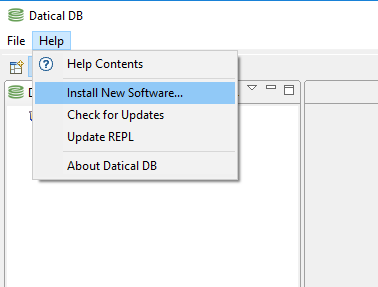 Datical DB
File Help
Help Contents
Install New Software...
Check for Updates
Update REPL
About Datical DB